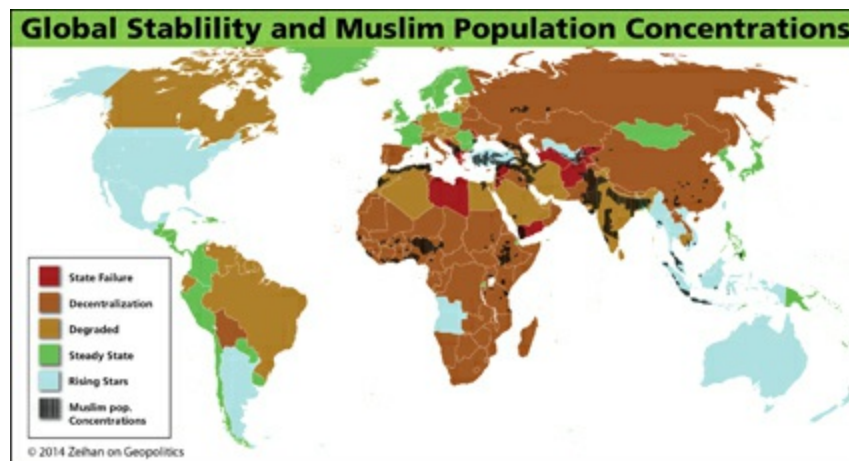 Global Stablility and Muslim Population Concentrations
State Failure
Decentralization
Degraded
Steady State
Rising Stars
Muslim pop.
Concentrations
© 2014 Zeihan on Geopolitics